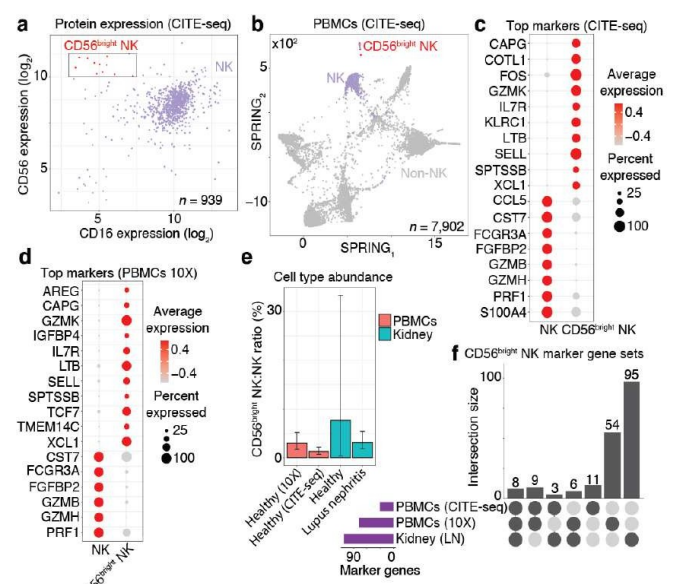 a
Protein expression (CITE-seq)
CD56bright NK
NK
10
5
CD56 expression (log2)
n = 939
5
10
CD16 expression (log2)
b
PBMCs (CITE-seq)
x10²
!CD56bright NK
5
NK
SPRING2
Non-NK
−10
n = 7,902
0
15
SPRING1
c
Top markers (CITE-seq)
CAPG
COTL1
FOS
GZMK
IL7R
KLRC1
LTB
SELL
SPTSSB
XCL1
CCL5
CST7
FCGR3A
FGFBP2
GZMB
GZMH
PRF1
S100A4
NK CD56bright NK
Average
expression
0.4
−0.4
Percent
expressed
25
100
d
Top markers (PBMCs 10X)
AREG
CAPG
GZMK
IGFBP4
IL7R
LTB
SELL
SPTSSB
TCF7
TMEM14C
XCL1
CST7
FCGR3A
FGFBP2
GZMB
GZMH
PRF1
NK
56bright NK
Average
expression
0.4
−0.4
Percent
expressed
25
100
e
Cell type abundance
30
0
CD56bright NK:NK ratio (%)
PBMCs
Kidney
Healthy (10X)
Healthy (CITE-seq)
Healthy
Lupus nephritis
f CD56bright NK marker gene sets
100
0
Intersection size
8 9 3 6 11 54 95
PBMCs (CITE-seq)
PBMCs (10X)
Kidney (LN)
90 0
Marker genes